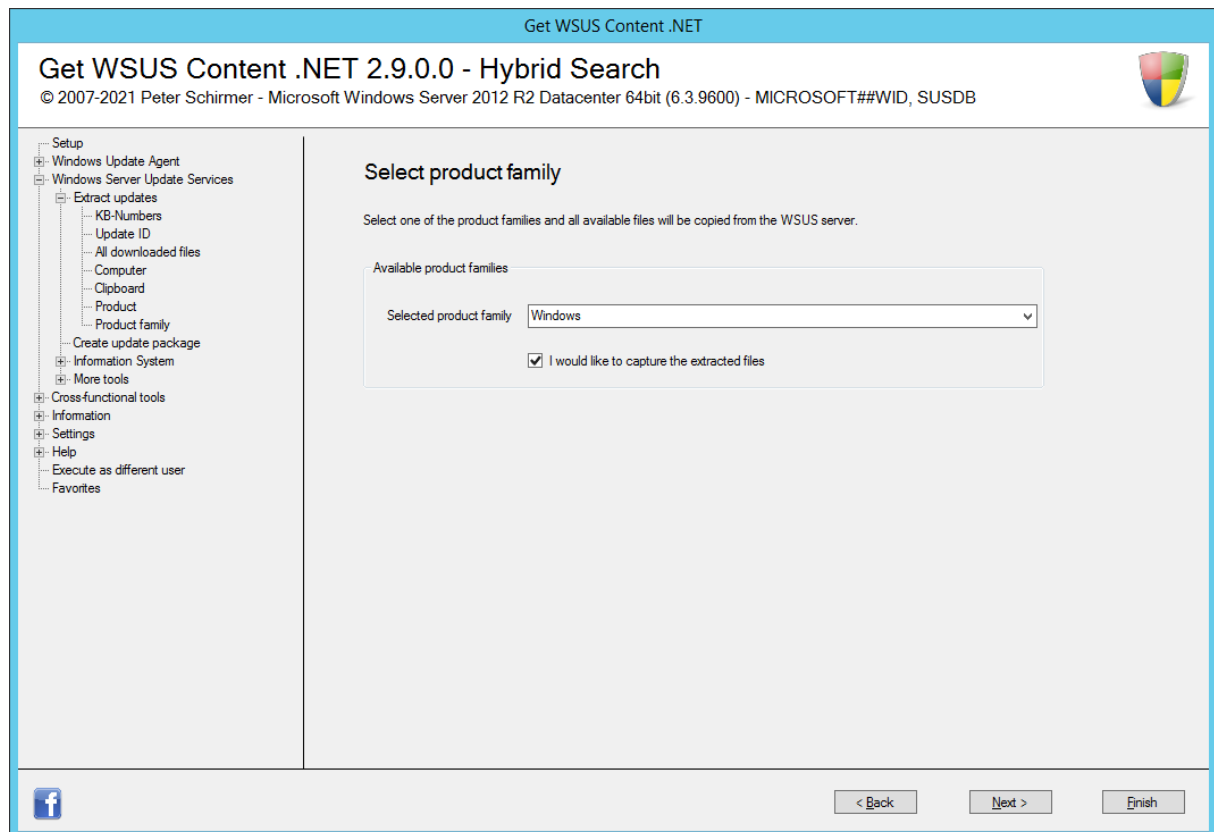 Get WSUS Content .NET
Get WSUS Content .NET 2.9.0.0 - Hybrid Search
© 2007-2021 Peter Schirmer - Microsoft Windows Server 2012 R2 Datacenter 64bit (6.3.9600) - MICROSOFT##WID, SUSDB
Setup
Windows Update Agent
Windows Server Update Services
Extract updates
KB-Numbers
Update ID
All downloaded files
Computer
Clipboard
Product
Product family
Create update package
Information System
More tools
Cross-functional tools
Information
Settings
Help
Execute as different user
Favorites
Select product family
Select one of the product families and all available files will be copied from the WSUS server.
Available product families
Selected product family Windows
I would like to capture the extracted files
f
< Back Next > Finish